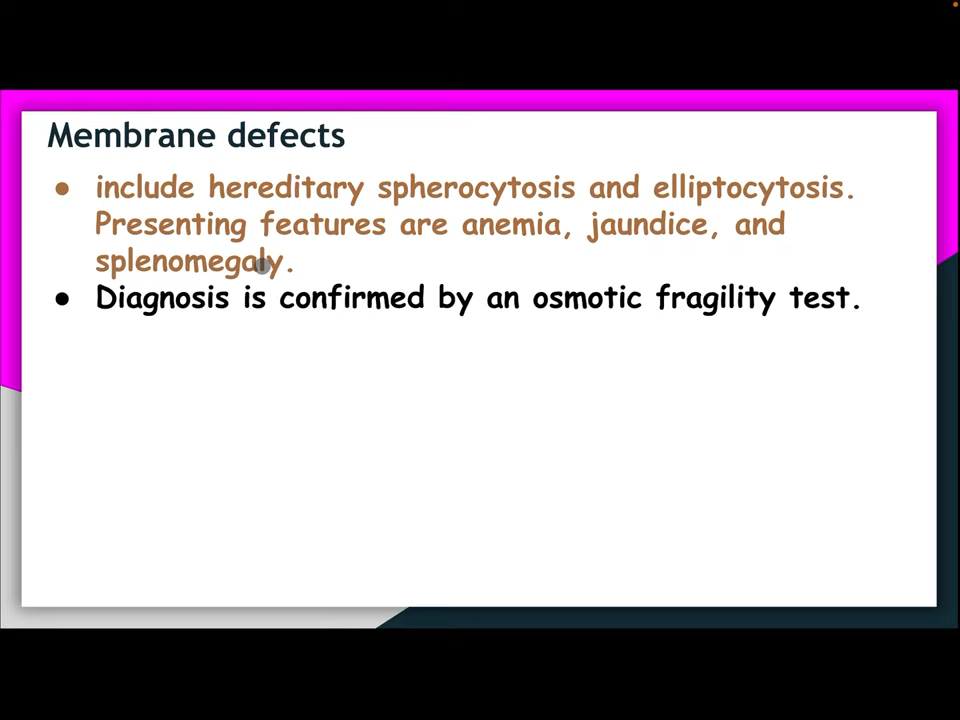 Membrane defects
● include hereditary spherocytosis and elliptocytosis.
Presenting features are anemia, jaundice, and
splenomegaly.
● Diagnosis is confirmed by an osmotic fragility test.